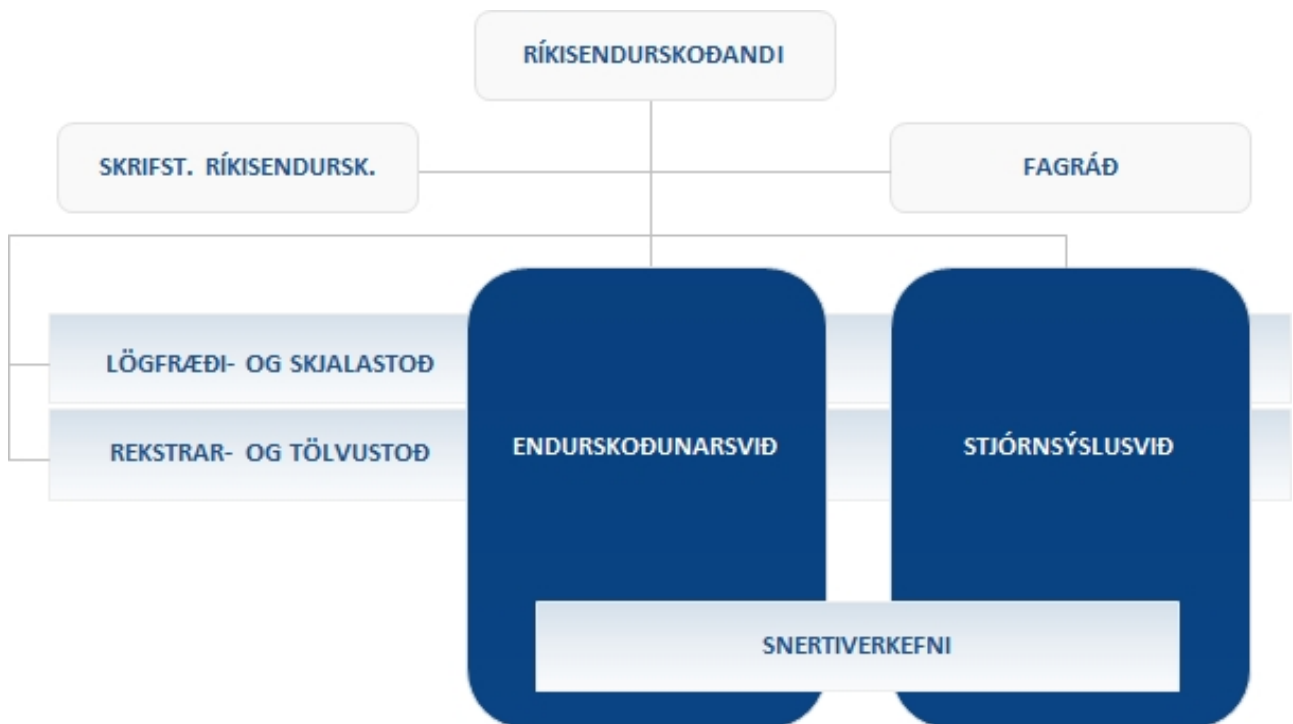 RÍKISENDURSKOÐANDI
SKRIFST. RÍKISENDURSK.
FAGRÁÐ
LÖGFRÆÐI- OG SKJALASTOÐ
REKSTRAR- OG TÖLVUSTOÐ
ENDURSKOÐUNARSVIÐ
STJÓRNSÝSLUSVIÐ
SNERTIVERKEFNI